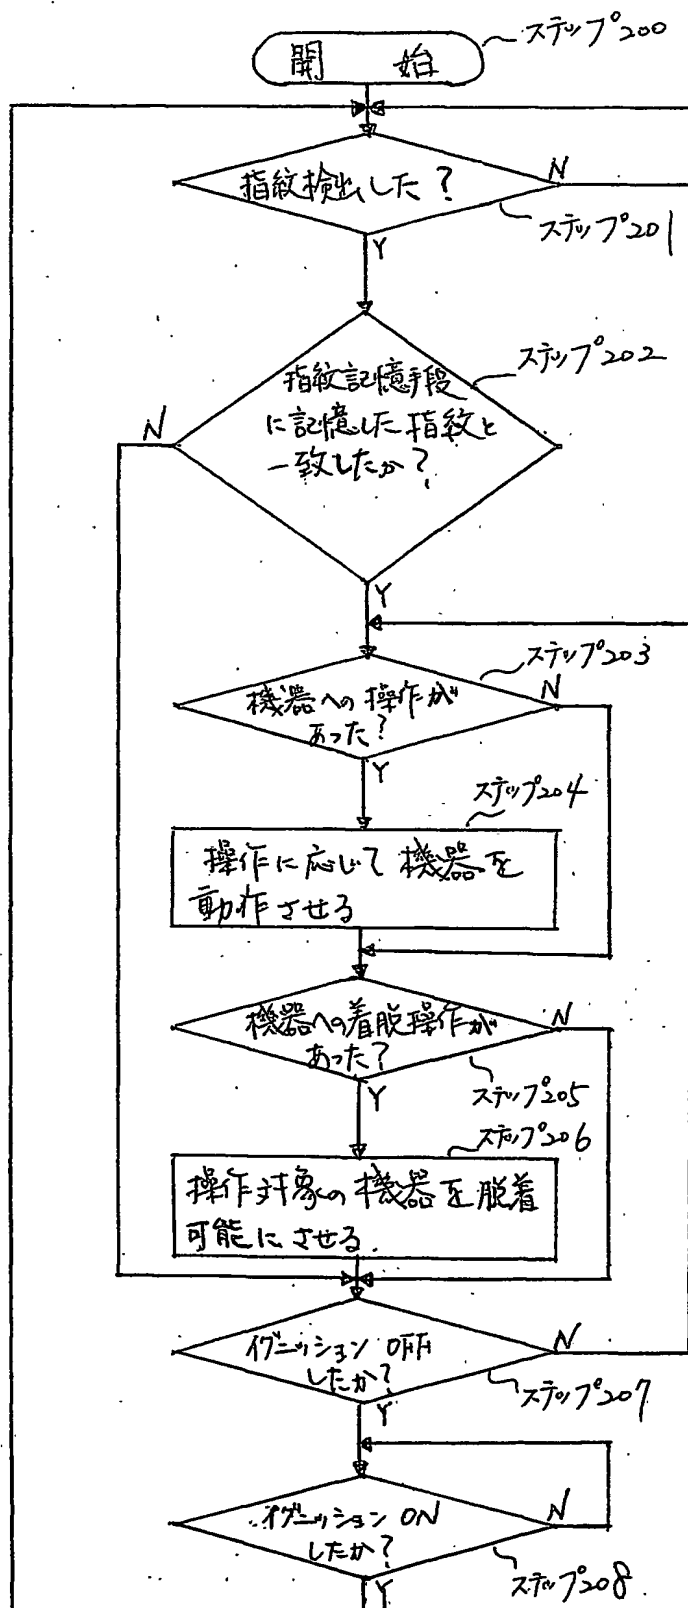 開 始
ステップ200
指紋検出した?
N
ステップ201
Y
ステップ202
指紋記憶手段
に記憶した指紋と
一致したか?
N
Y
ステップ203
機器への操作が
あった?
N
Y
ステップ204
操作に応じて機器を
動作させる
機器への着脱操作が
あった?
N
ステップ205
Y
ステップ206
操作対象の機器を脱着
可能にさせる
イグニッションOFF
したか?
N
ステップ207
Y
イグニッションON
したか?
N
ステップ208
Y